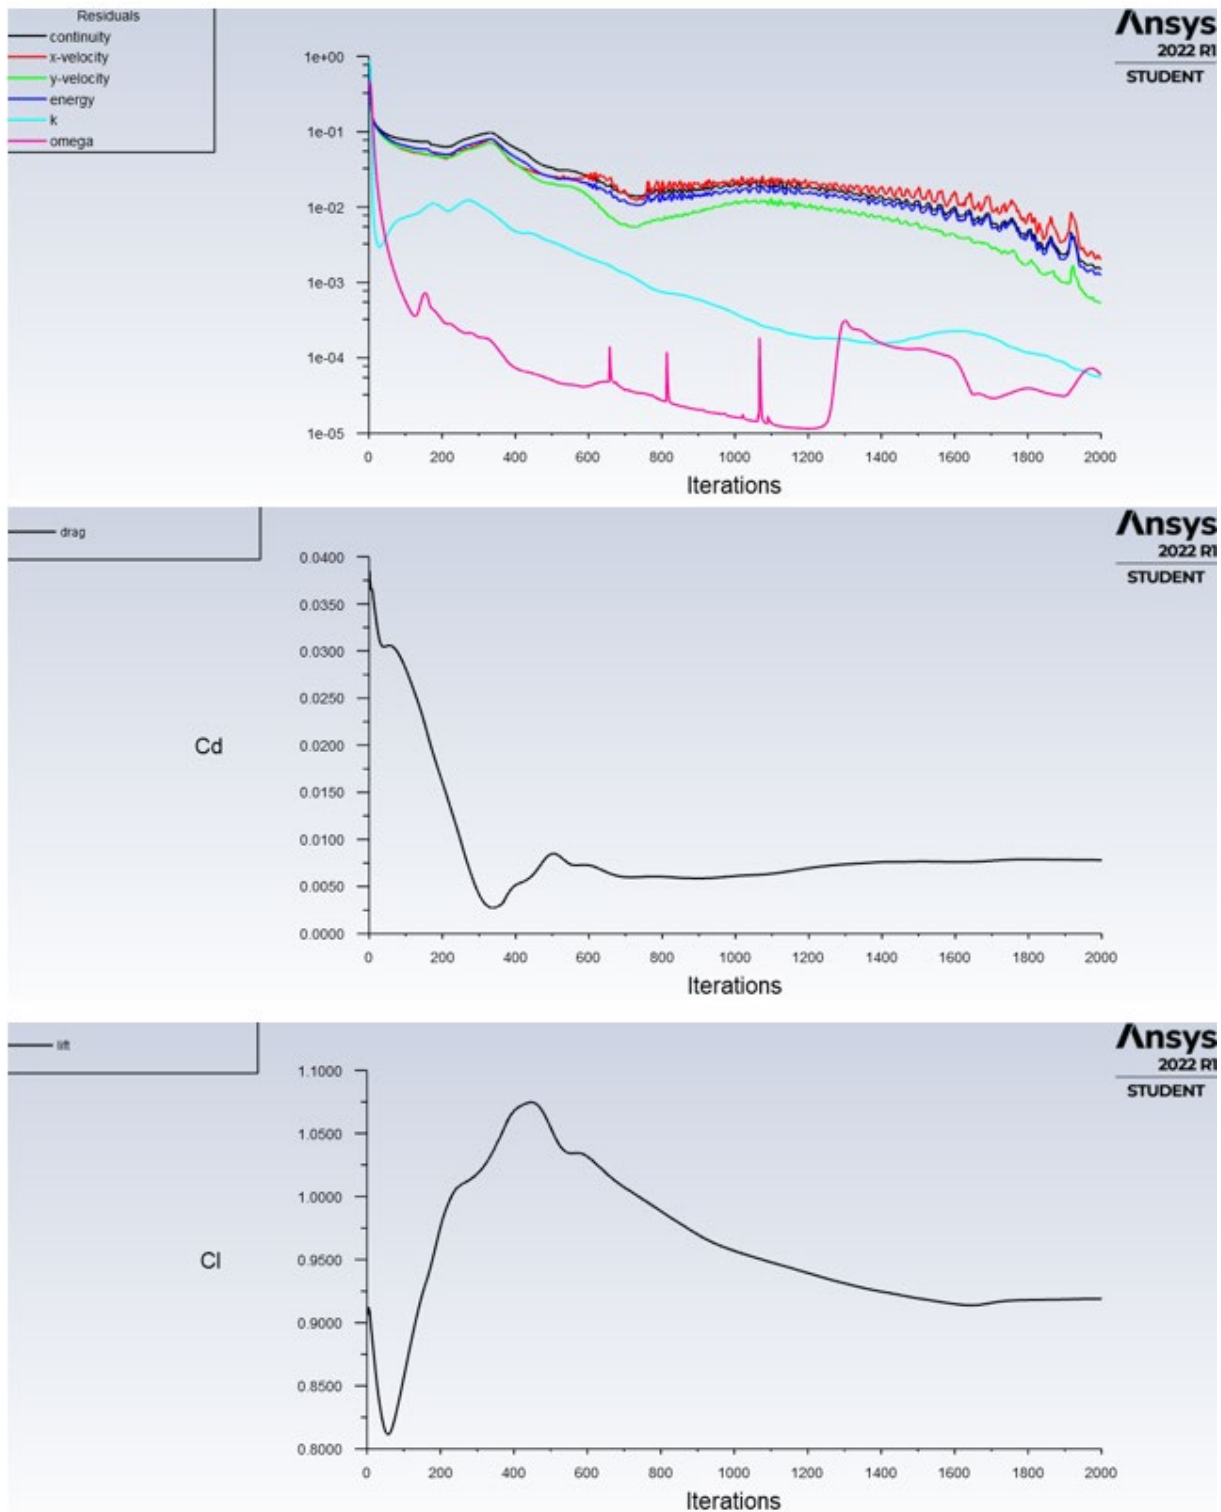 Residuals
continuity
x-velocity
y-velocity
energy
k
omega
Ansys
2022 R1
STUDENT
1e+00
1e-01
1e-02
1e-03
1e-04
1e-05
0 200 400 600 800 1000 1200 1400 1600 1800 2000
Iterations
drag
Ansys
2022 R1
STUDENT
0.0400
0.0350
0.0300
0.0250
0.0200
0.0150
0.0100
0.0050
0.0000
Cd
0 200 400 600 800 1000 1200 1400 1600 1800 2000
Iterations
lift
Ansys
2022 R1
STUDENT
1.1000
1.0500
1.0000
0.9500
0.9000
0.8500
0.8000
Cl
0 200 400 600 800 1000 1200 1400 1600 1800 2000
Iterations